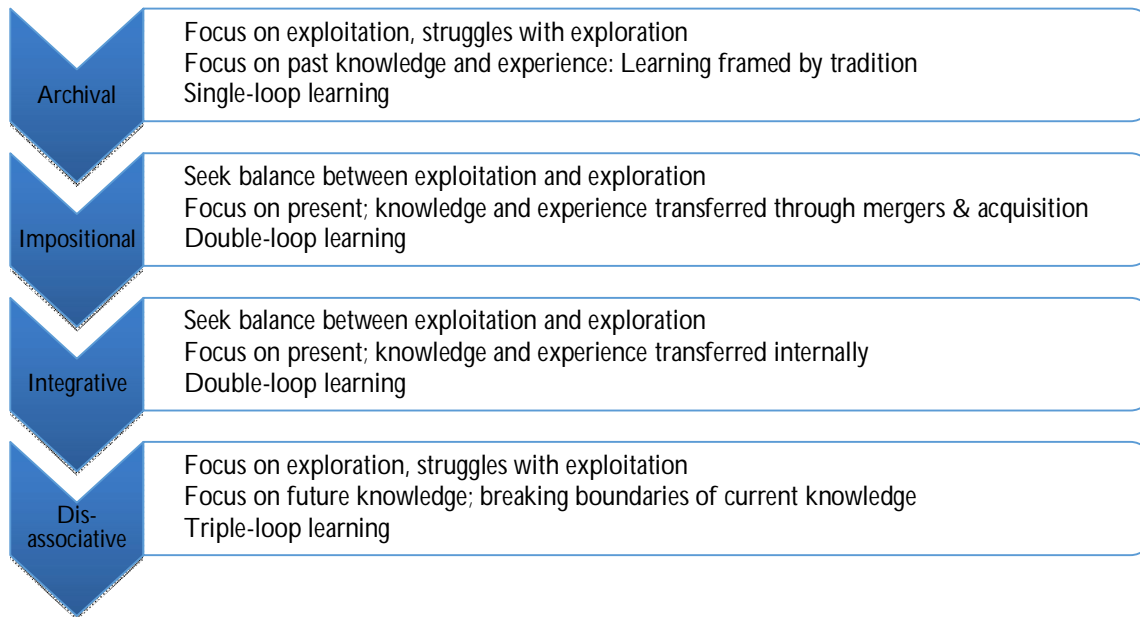 Archival
Focus on exploitation, struggles with exploration
Focus on past knowledge and experience: Learning framed by tradition
Single-loop learning
Impositional
Seek balance between exploitation and exploration
Focus on present; knowledge and experience transferred through mergers & acquisition
Double-loop learning
Integrative
Seek balance between exploitation and exploration
Focus on present; knowledge and experience transferred internally
Double-loop learning
Dis-
associative
Focus on exploration, struggles with exploitation
Focus on future knowledge; breaking boundaries of current knowledge
Triple-loop learning